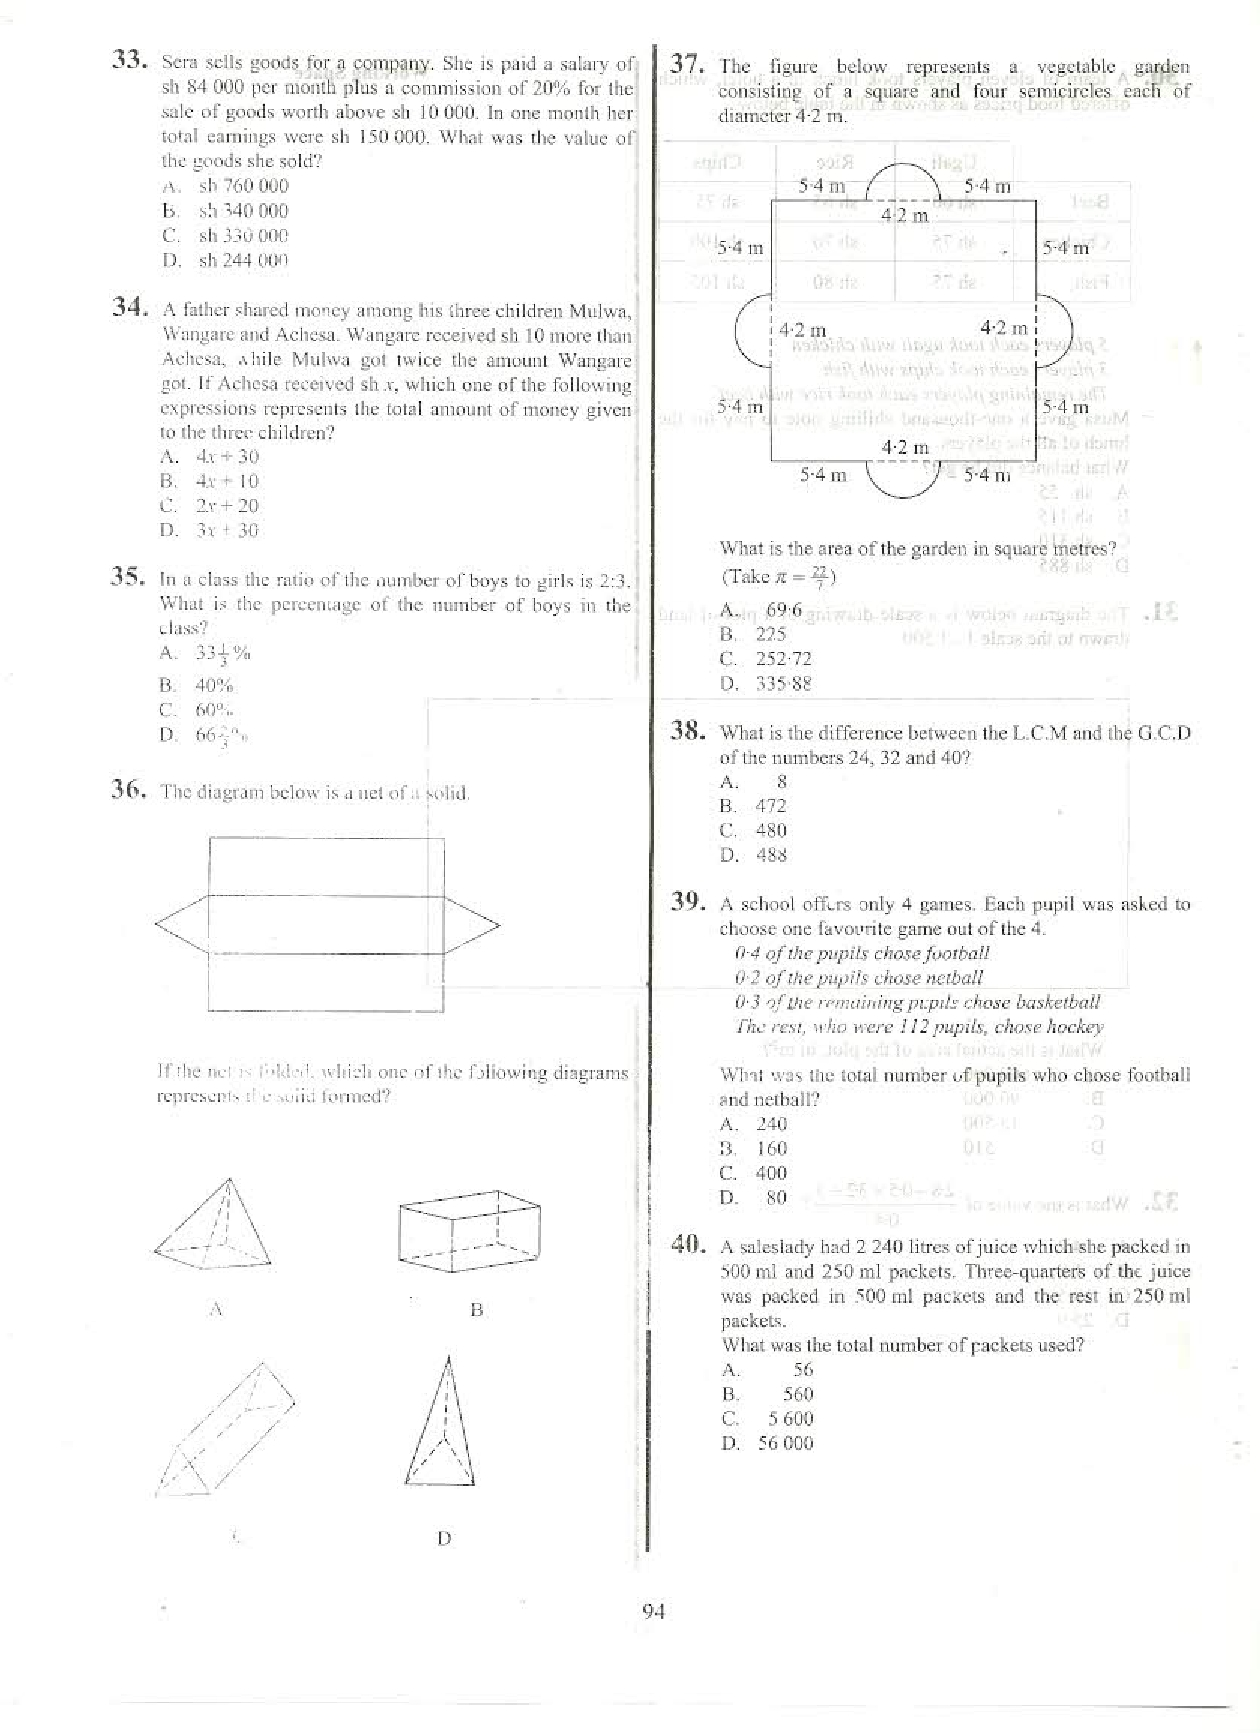 33. Sera sells goods for a company. She is paid a salary of
sh 84 000 per month plus a commission of 20% for the
sale of goods worth above sh 10 000. In one month her
total earnings were sh 150 000. What was the value of
the goods she sold?
A. sh 760 000
B. sh 340 000
C. sh 330 000
D. sh 244 000
34. A father shared money among his three children Mulwa,
Wangare and Achesa. Wangare received sh 10 more than
Achesa, while Mulwa got twice the amount Wangare
got. If Achesa received sh x, which one of the following
expressions represents the total amount of money given
to the three children?
A. 4x + 30
B. 4x + 10
C. 2x + 20
D. 3x + 30
35. In a class the ratio of the number of boys to girls is 2:3.
What is the percentage of the number of boys in the
class?
A. 33 1/3 %
B. 40%
C. 60%
D. 66 2/3 %
36. The diagram below is a net of a solid.
If the net is folded, which one of the following diagrams
represents the solid formed?
A
B
D
37. The figure below represents a vegetable garden
consisting of a square and four semicircles each of
diameter 4·2 m.
5·4 m 5·4 m
4·2 m
5·4 m 5·4 m
4·2 m 4·2 m
5·4 m 5·4 m
4·2 m
5·4 m 5·4 m
What is the area of the garden in square metres?
(Take π = 22/7)
A. 69·6
B. 225
C. 252·72
D. 335·88
38. What is the difference between the L.C.M and the G.C.D
of the numbers 24, 32 and 40?
A. 8
B. 472
C. 480
D. 488
39. A school offers only 4 games. Each pupil was asked to
choose one favourite game out of the 4.
0·4 of the pupils chose football
0·2 of the pupils chose netball
0·3 of the remaining pupils chose basketball
The rest, who were 112 pupils, chose hockey
What was the total number of pupils who chose football
and netball?
A. 240
B. 160
C. 400
D. 80
40. A saleslady had 2 240 litres of juice which she packed in
500 ml and 250 ml packets. Three-quarters of the juice
was packed in 500 ml packets and the rest in 250 ml
packets.
What was the total number of packets used?
A. 56
B. 560
C. 5 600
D. 56 000
94